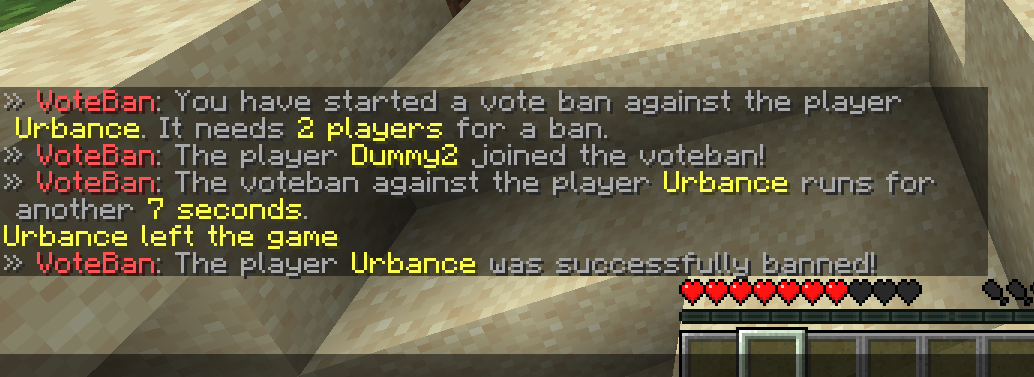 » VoteBan: You have started a vote ban against the player
Urbance. It needs 2 players for a ban.
» VoteBan: The player Dummy2 joined the voteban!
» VoteBan: The voteban against the player Urbance runs for
another 7 seconds.
Urbance left the game
» VoteBan: The player Urbance was successfully banned!